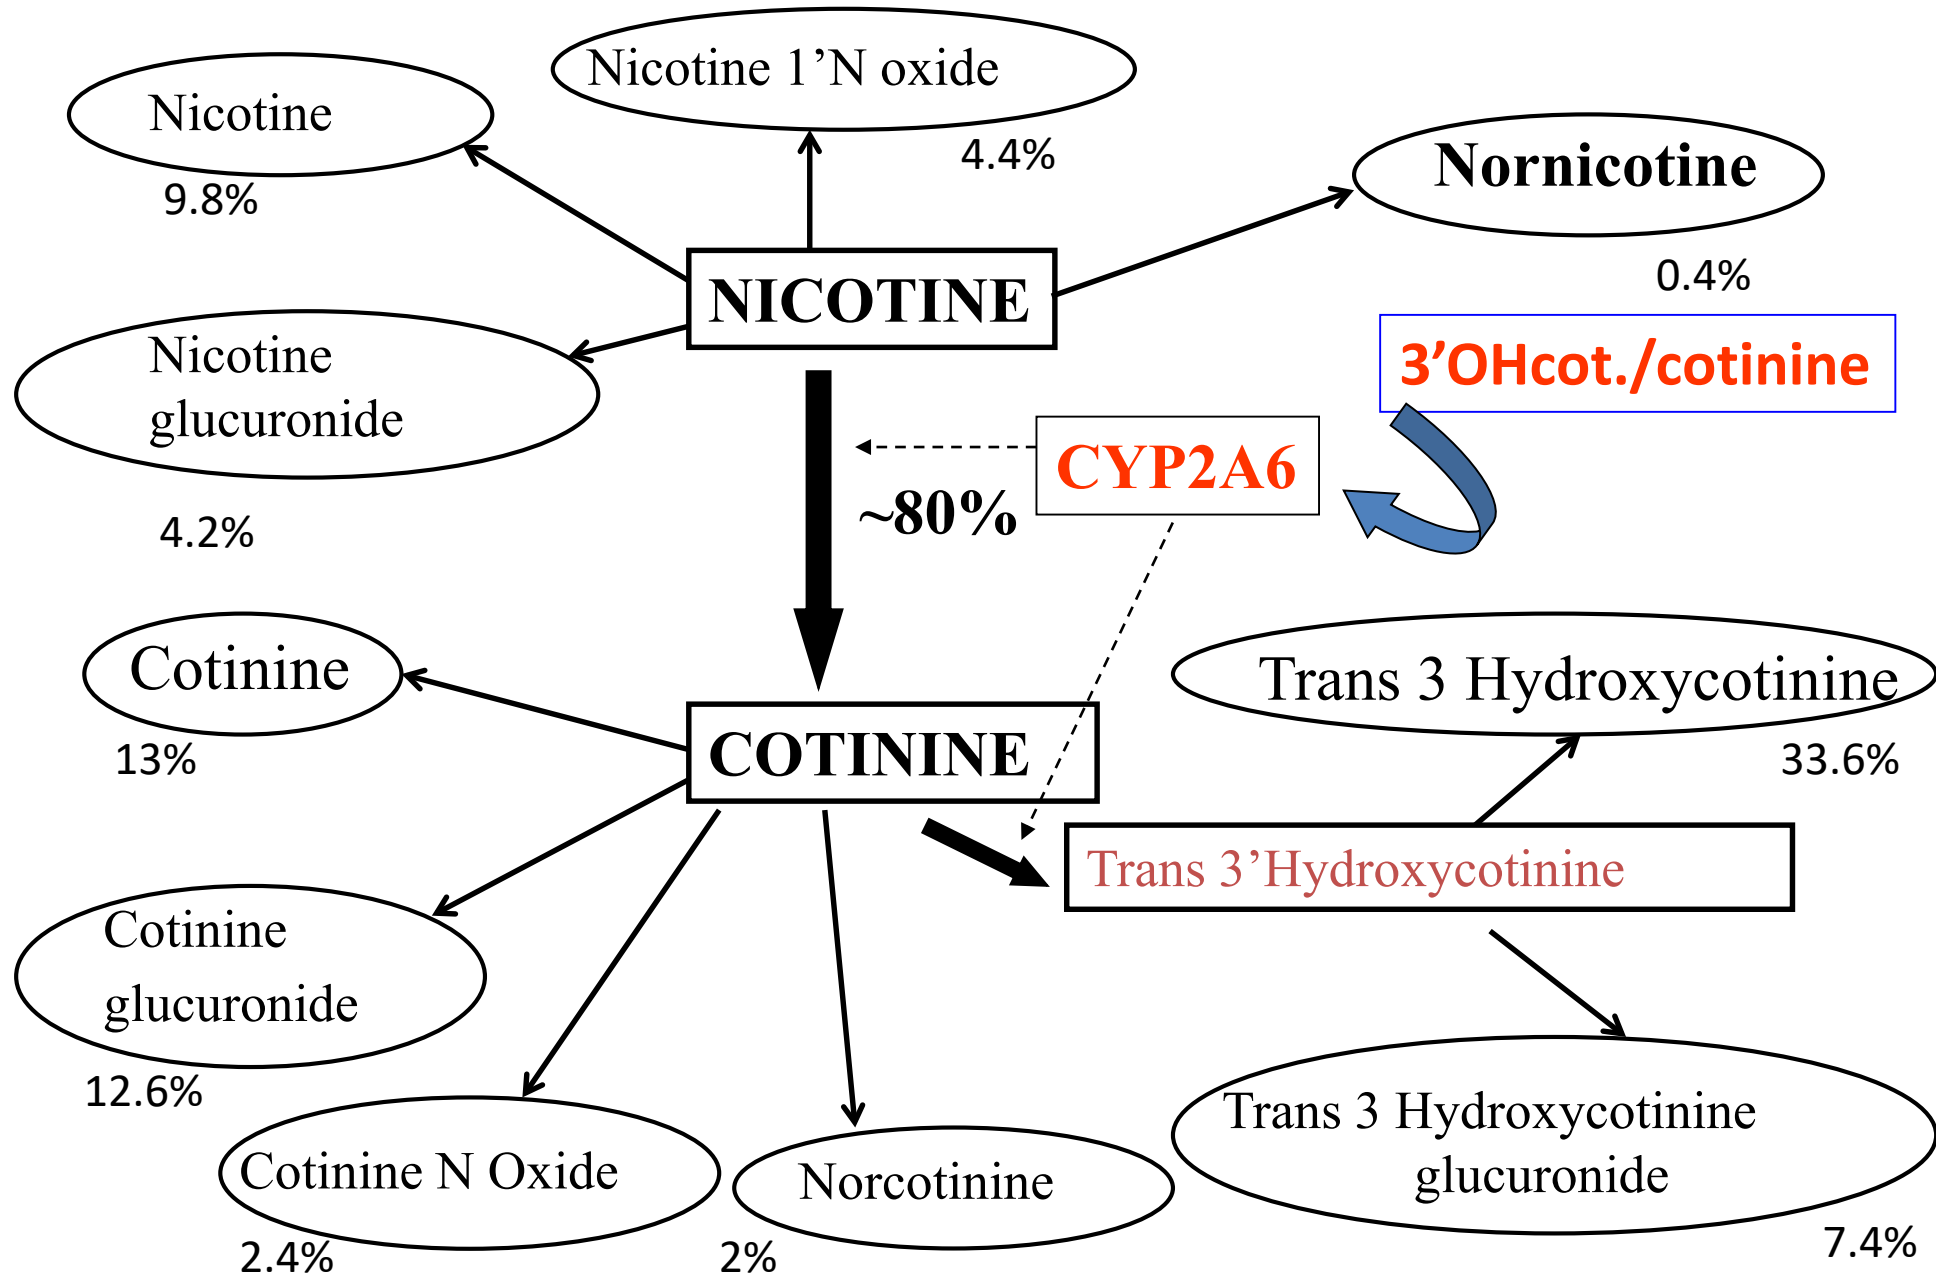 Nicotine 1’N oxide
4.4%
Nicotine
9.8%
Nornicotine
0.4%
NICOTINE
Nicotine
glucuronide
4.2%
3’OHcot./cotinine
CYP2A6
~80%
Cotinine
13%
Trans 3 Hydroxycotinine
33.6%
COTININE
Trans 3’Hydroxycotinine
Cotinine
glucuronide
12.6%
Cotinine N Oxide
2.4%
Norcotinine
2%
Trans 3 Hydroxycotinine
glucuronide
7.4%